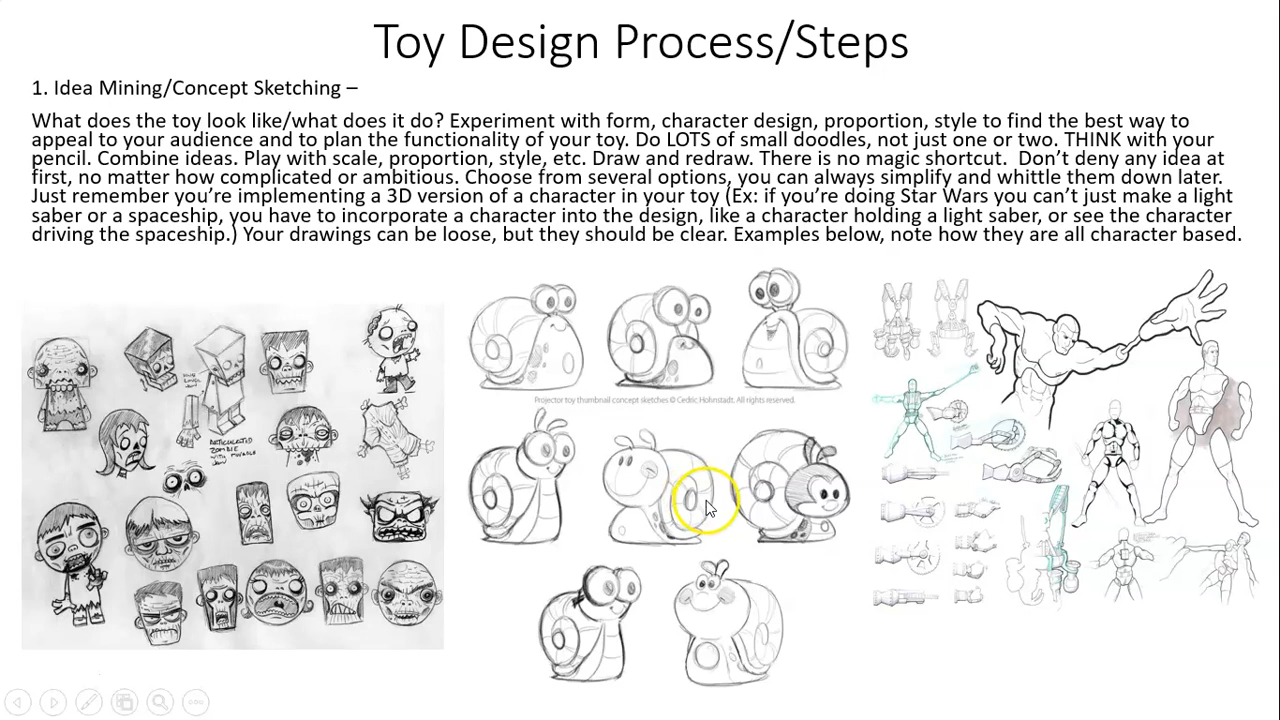 Toy Design Process/Steps
1. Idea Mining/Concept Sketching –
What does the toy look like/what does it do? Experiment with form, character design, proportion, style to find the best way to
appeal to your audience and to plan the functionality of your toy. Do LOTS of small doodles, not just one or two. THINK with your
pencil. Combine ideas. Play with scale, proportion, style, etc. Draw and redraw. There is no magic shortcut.  Don’t deny any idea at
first, no matter how complicated or ambitious. Choose from several options, you can always simplify and whittle them down later.
Just remember you’re implementing a 3D version of a character in your toy (Ex: if you’re doing Star Wars you can’t just make a light
saber or a spaceship, you have to incorporate a character into the design, like a character holding a light saber, or see the character
driving the spaceship.) Your drawings can be loose, but they should be clear. Examples below, note how they are all character based.
Projector toy thumbnail concept sketches © Cedric Hohnstadt. All rights reserved.
ARTICULATED
ZOMBIE
WITH MOVABLE
JAW